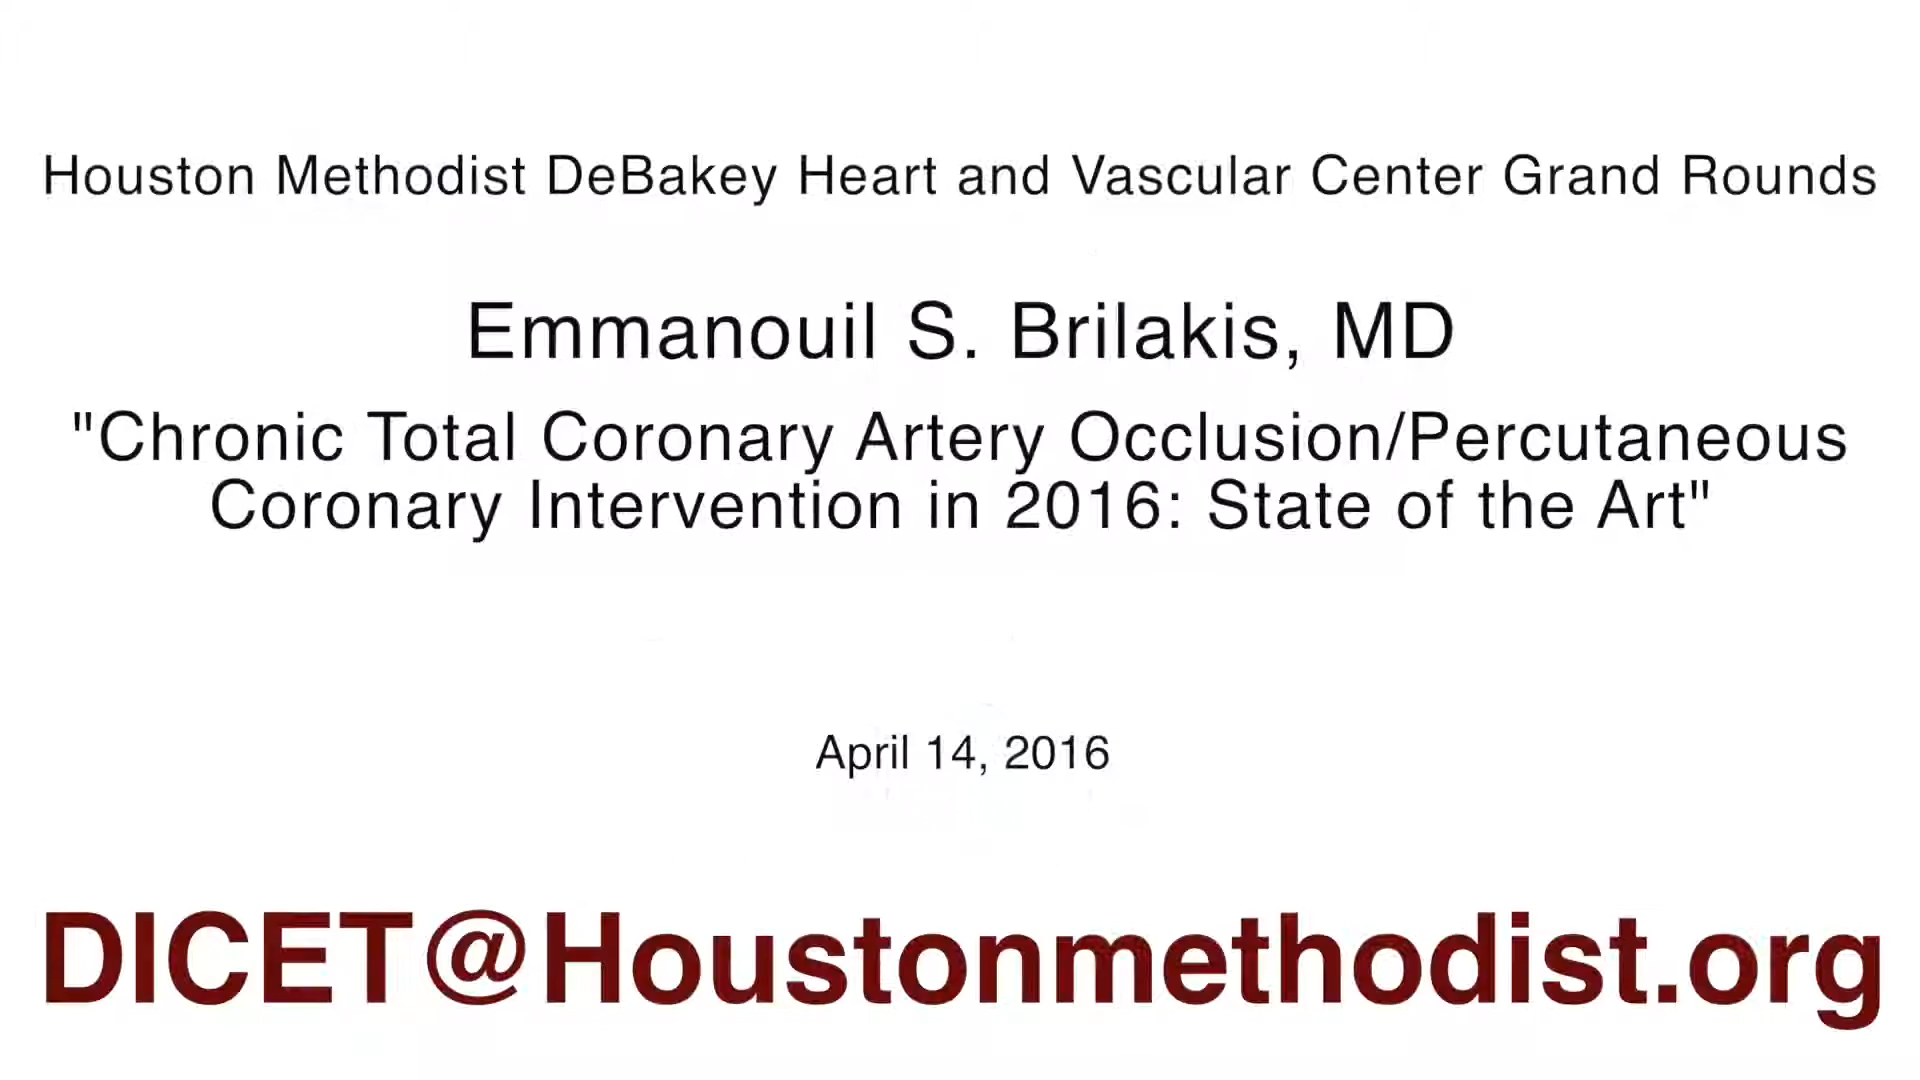 Houston Methodist DeBakey Heart and Vascular Center Grand Rounds
Emmanouil S. Brilakis, MD
"Chronic Total Coronary Artery Occlusion/Percutaneous
Coronary Intervention in 2016: State of the Art"
April 14, 2016
DICET@Houstonmethodist.org